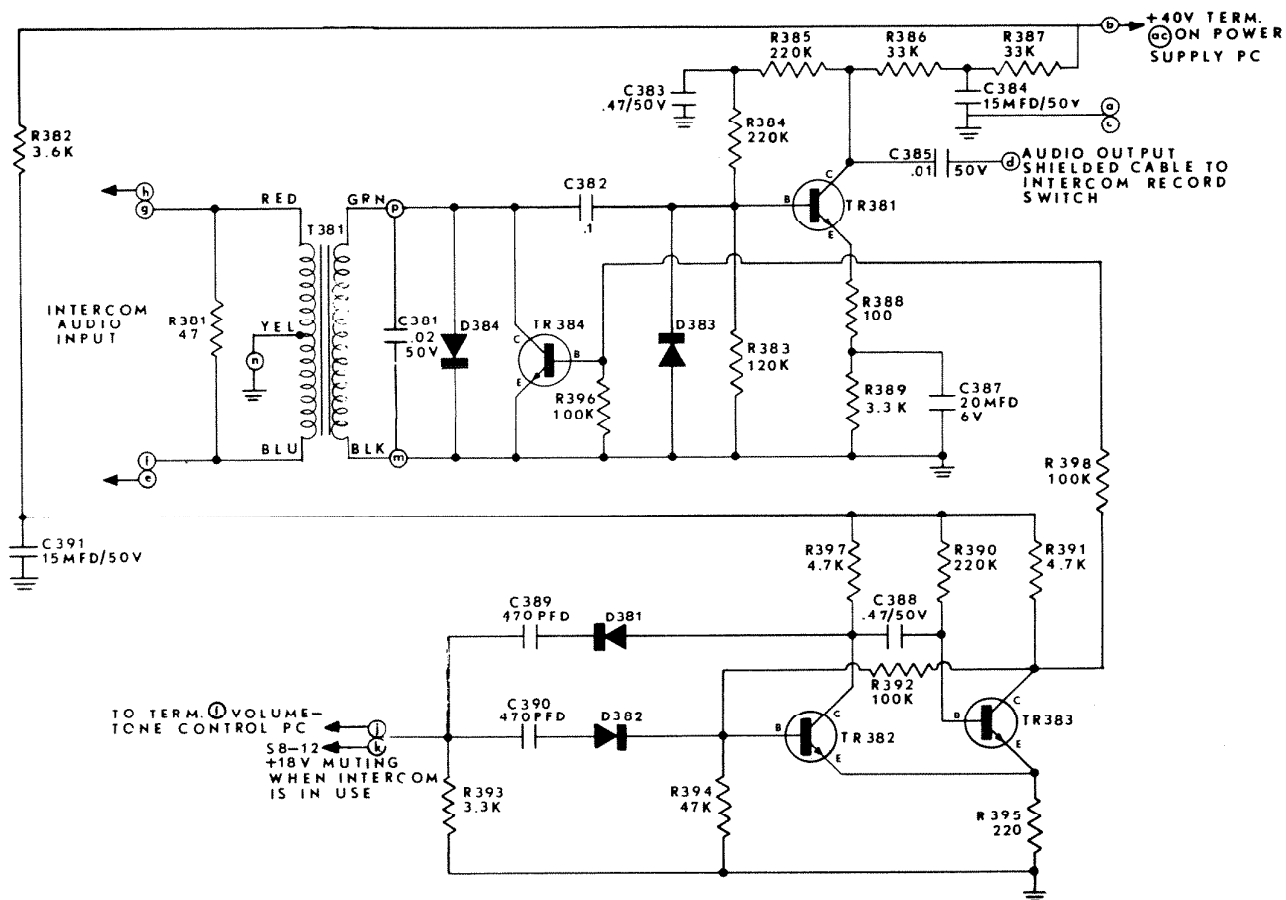 +40V TERM.
ac ON POWER
SUPPLY PC
b
R385
220K
R386
33K
R387
33K
C383
.47/50V
C384
15MFD/50V
a
c
R382
3.6K
R384
220K
C385
.01
50V
d
AUDIO OUTPUT
SHIELDED CABLE TO
INTERCOM RECORD
SWITCH
h
g
RED
GRN
p
C382
.1
B
C
E
TR381
T381
INTERCOM
AUDIO
INPUT
R381
47
YEL
n
C381
.02
50V
D384
TR384
C
B
E
D383
R383
120K
R388
100
R396
100K
R389
3.3K
C387
20MFD
6V
BLU
BLK
m
i
e
R398
100K
C391
15MFD/50V
R397
4.7K
R390
220K
R391
4.7K
C389
470PFD
D381
C388
.47/50V
R392
100K
C390
470PFD
D382
B
C
E
TR382
B
C
E
TR383
TO TERM. f VOLUME-
TONE CONTROL PC
j
S8-12
k
+18V MUTING
WHEN INTERCOM
IS IN USE
R393
3.3K
R394
47K
R395
220